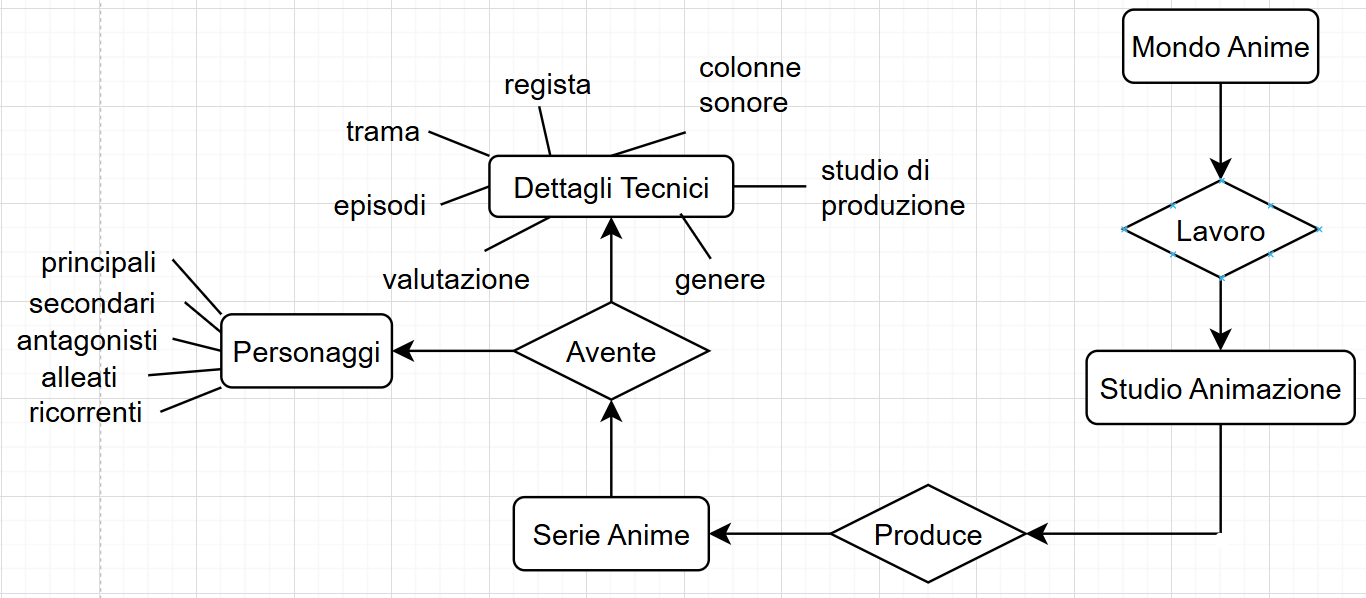 Mondo Anime
colonne
sonore
regista
trama
Dettagli Tecnici
studio di
produzione
episodi
Lavoro
valutazione
genere
principali
secondari
antagonisti
alleati
ricorrenti
Personaggi
Avente
Studio Animazione
Serie Anime
Produce